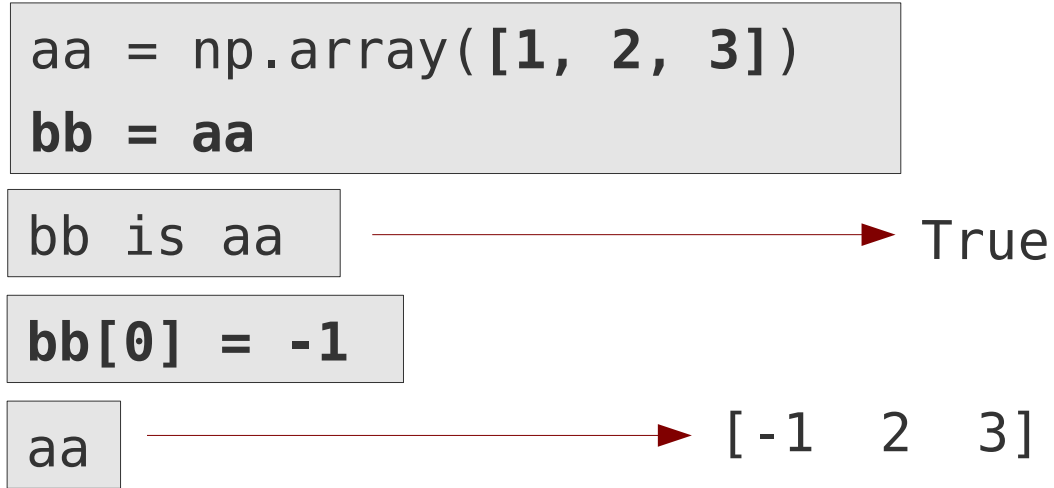 aa = np.array([1, 2, 3])
bb = aa
bb is aa True
bb[0] = -1
aa [-1 2 3]